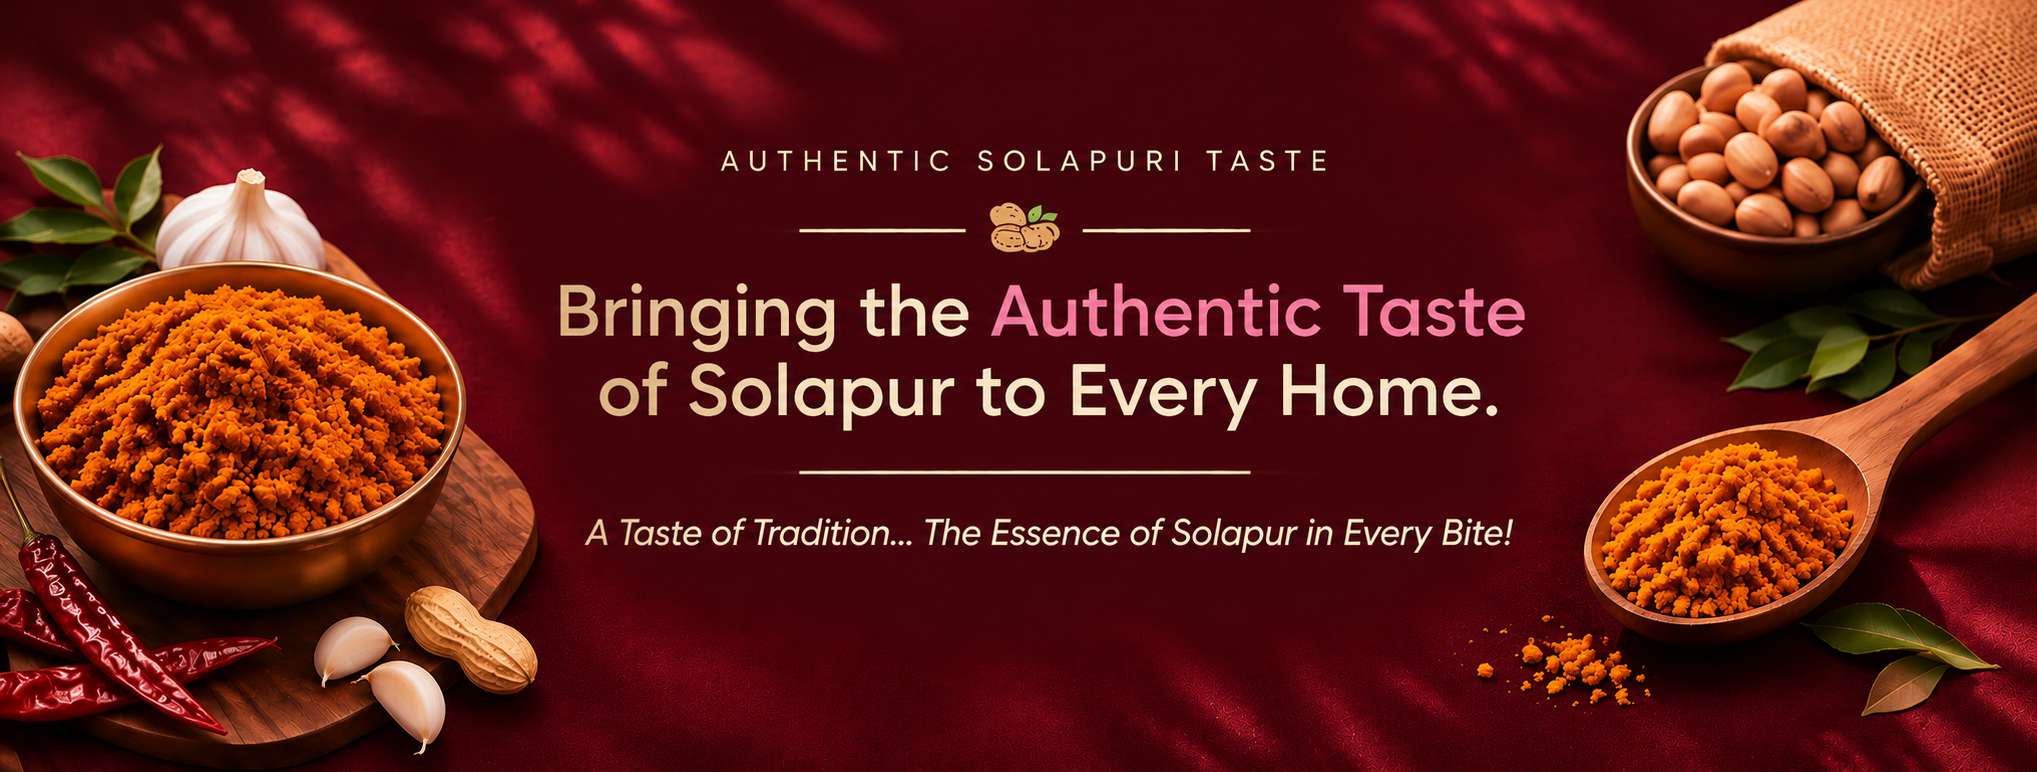 AUTHENTIC SOLAPURI TASTE
Bringing the Authentic Taste
of Solapur to Every Home.
A Taste of Tradition... The Essence of Solapur in Every Bite!